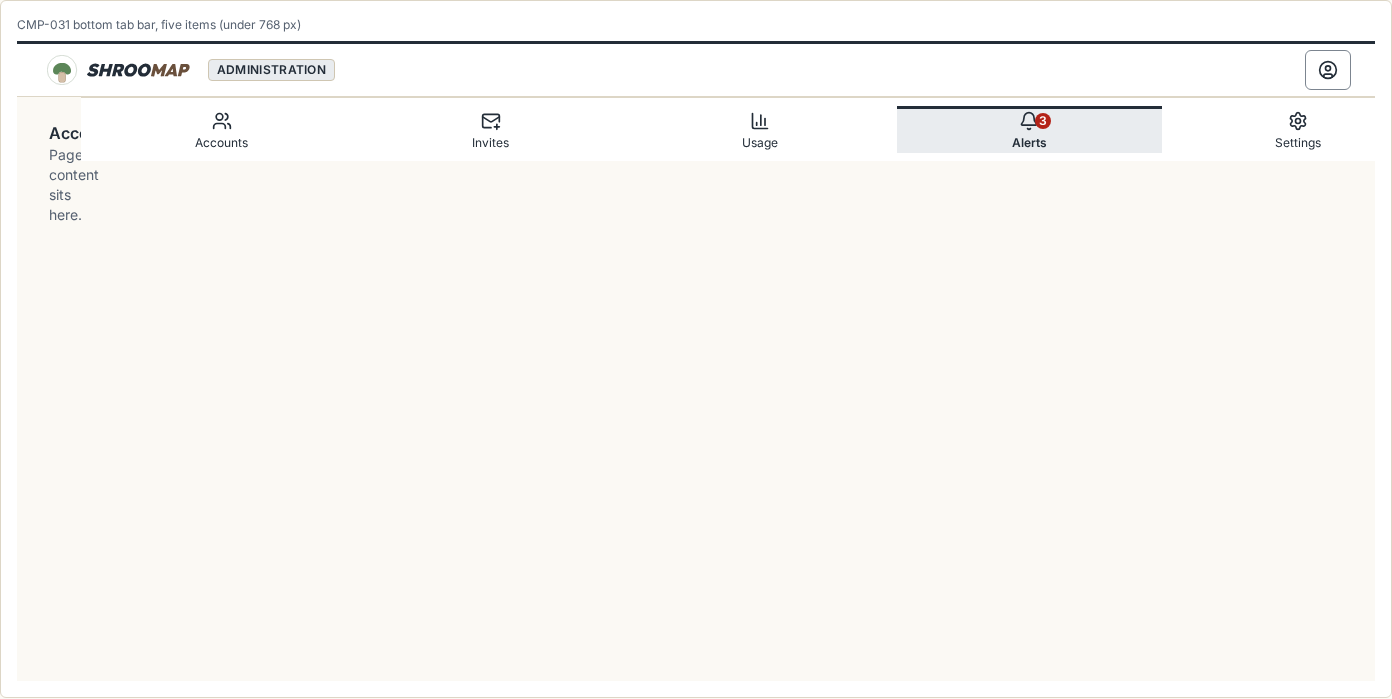 CMP-031 bottom tab bar, five items (under 768 px)
SHROOMAP ADMINISTRATION
Accounts Invites Usage 3 Alerts Settings
Page
content
sits
here.